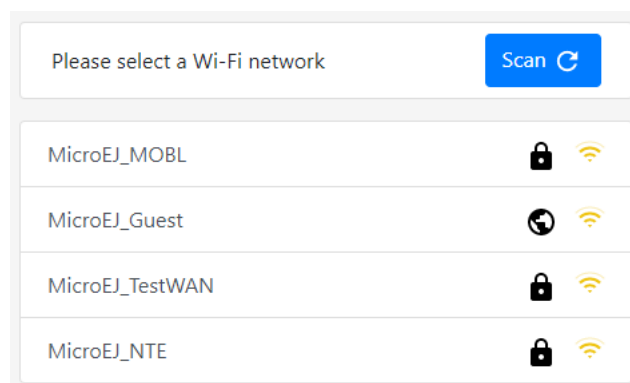 Please select a Wi-Fi network
Scan
MicroEJ_MOBL
MicroEJ_Guest
MicroEJ_TestWAN
MicroEJ_NTE